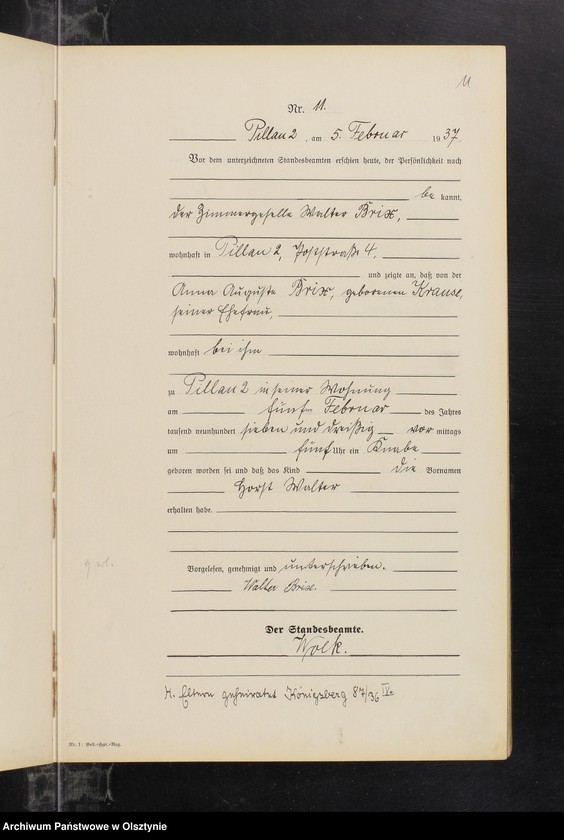 11
Nr. 11.
Pillau 2, am 5. Februar 1937
Vor dem unterzeichneten Standesbeamten erschien heute, der Persönlichkeit nach
be kannt,
der Zimmergeselle Walter Brix,
wohnhaft in Pillau 2, Poststraße 4,
und zeigte an, daß von der
Anna Auguste Brix, geborenen Krause,
seiner Ehefrau,
wohnhaft bei ihm
zu Pillau 2 in seiner Wohnung
am fünften Februar des Jahres
tausend neunhundert sieben und dreißig vor mittags
um fünf Uhr ein Knabe
geboren worden sei und daß das Kind die Vornamen
Horst Walter
erhalten habe.
Vorgelesen, genehmigt und unterschrieben.
Walter Brix.
Der Standesbeamte.
Wolk.
Eltern geheiratet Königsberg 87/36 IV
Archiwum Państwowe w Olsztynie